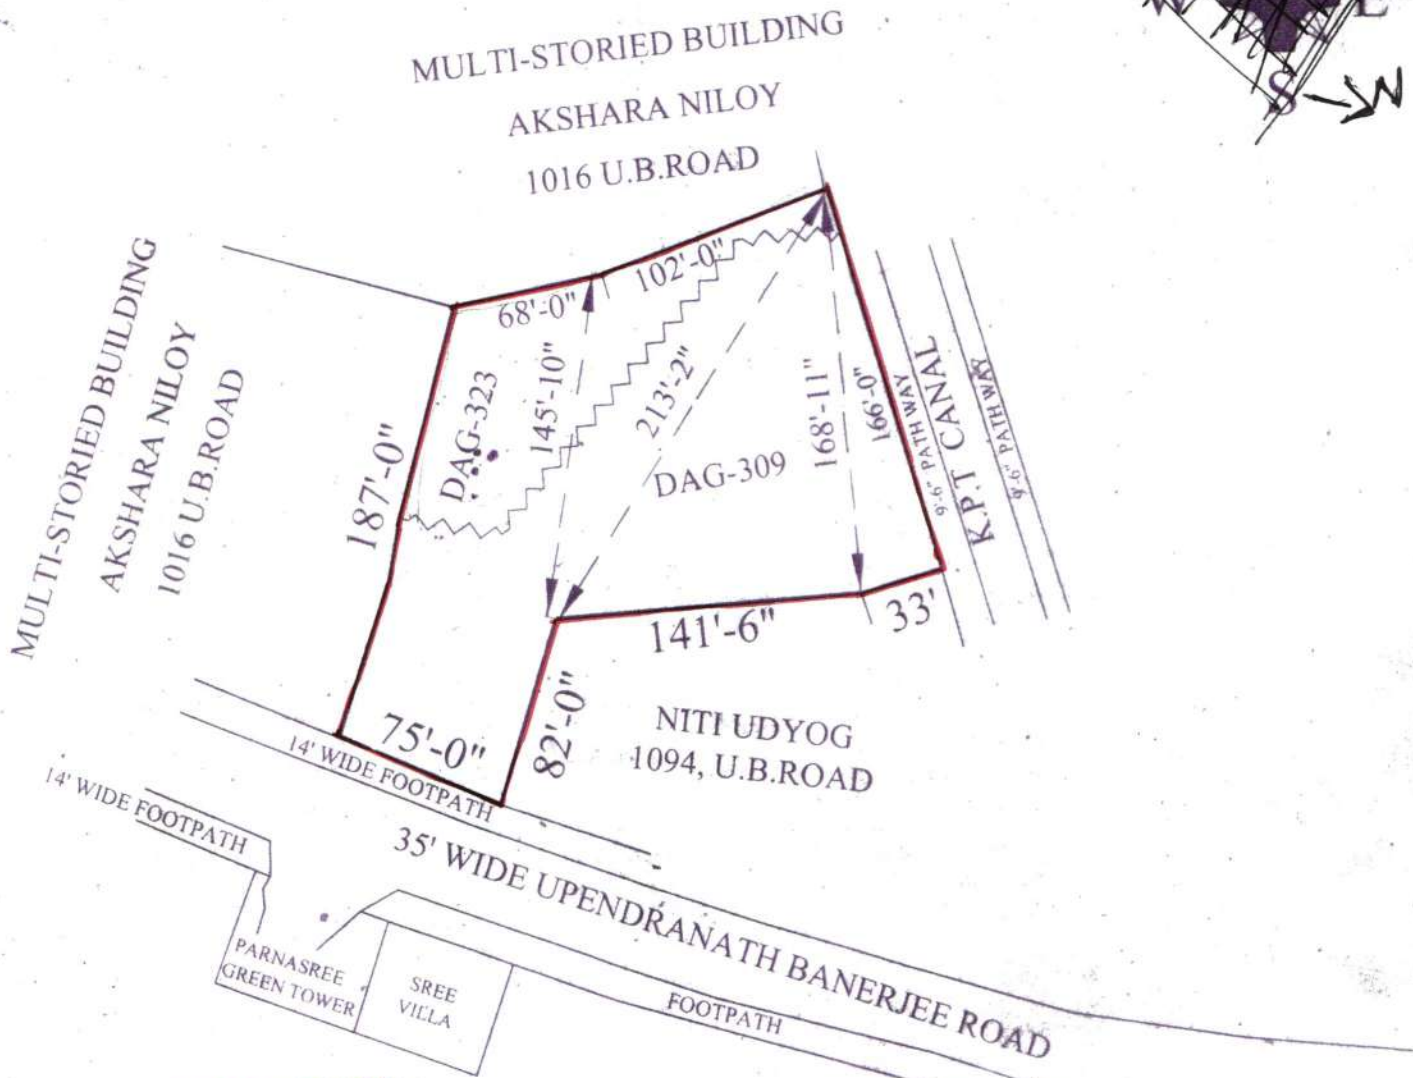 W E
S → N
MULTI-STORIED BUILDING
AKSHARA NILOY
1016 U.B.ROAD
MULTI-STORIED BUILDING
AKSHARA NILOY
1016 U.B.ROAD
68'-0"
102'-0"
187'-0"
DAG-323
145'-10"
213'-2"
DAG-309
168'-11"
166'-0"
9'-6" PATH WAY
K.P.T CANAL
9'-6" PATH WAY
141'-6"
33'
82'-0"
75'-0"
NITI UDYOG
1094, U.B.ROAD
14' WIDE FOOTPATH
14' WIDE FOOTPATH
35' WIDE UPENDRANATH BANERJEE ROAD
PARNASREE
GREEN TOWER
SREE
VILLA
FOOTPATH